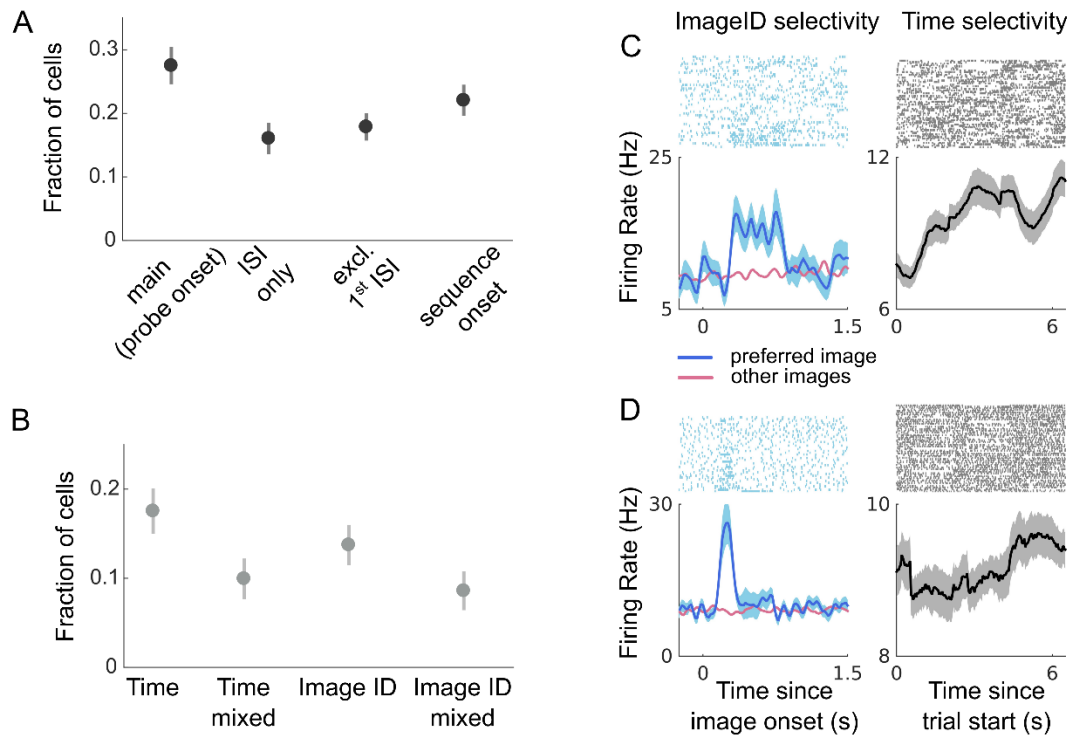 A
Fraction of cells
0.3
0.2
0.1
0
main
(probe onset)
ISI
only
excl.
1st ISI
sequence
onset
B
Fraction of cells
0.2
0.1
0
Time
Time
mixed
Image ID
Image ID
mixed
ImageID selectivity
Time selectivity
C
Firing Rate (Hz)
25
5
0
1.5
12
6
0
6
preferred image
other images
D
Firing Rate (Hz)
30
0
0
1.5
Time since
image onset (s)
10
8
0
6
Time since
trial start (s)